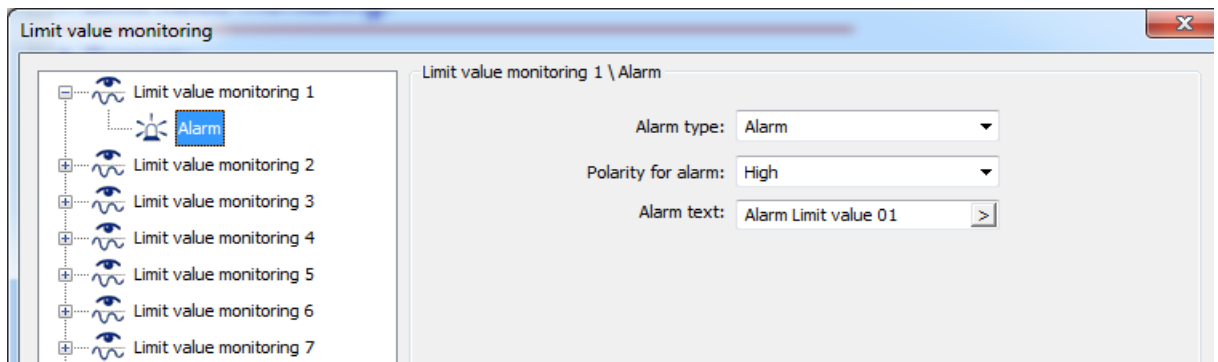 Limit value monitoring
Limit value monitoring 1
Alarm
Limit value monitoring 2
Limit value monitoring 3
Limit value monitoring 4
Limit value monitoring 5
Limit value monitoring 6
Limit value monitoring 7
Limit value monitoring 1 \ Alarm
Alarm type: Alarm
Polarity for alarm: High
Alarm text: Alarm Limit value 01 >